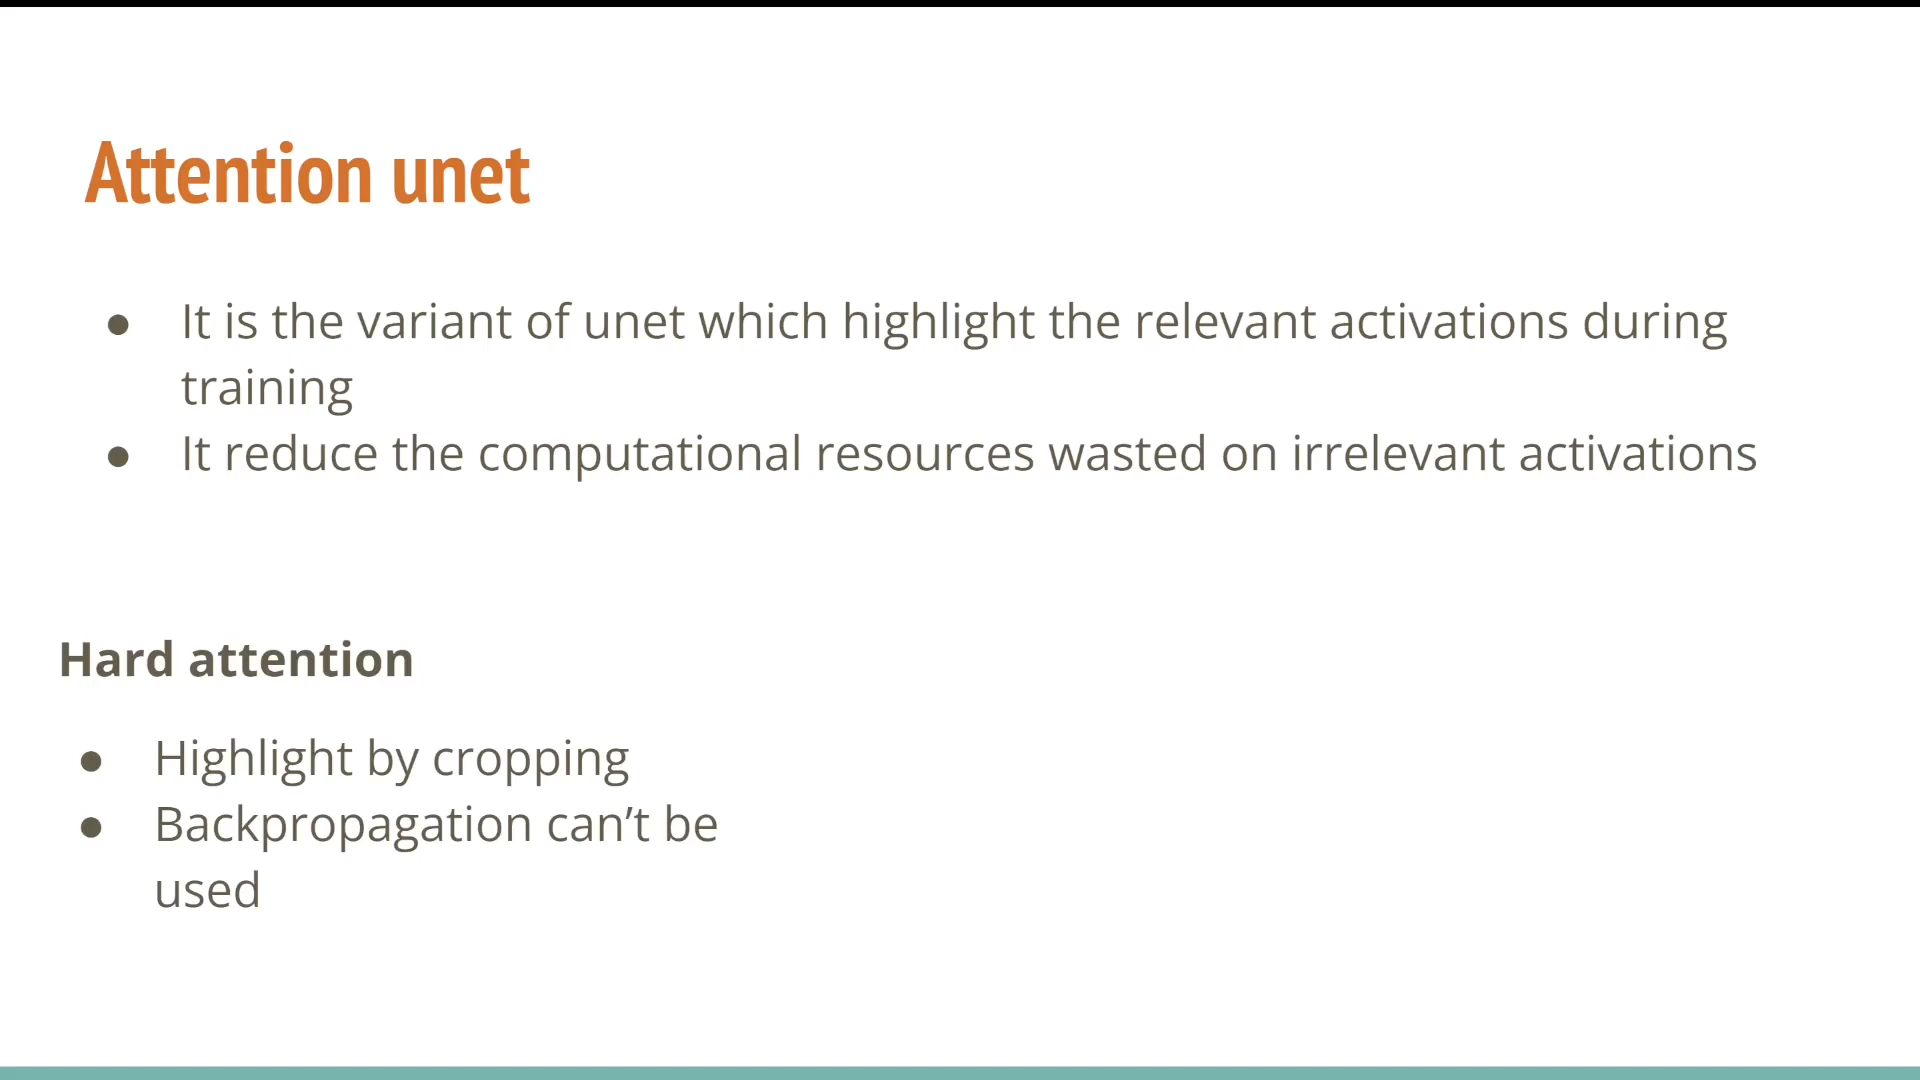 Attention unet
● It is the variant of unet which highlight the relevant activations during
training
● It reduce the computational resources wasted on irrelevant activations
Hard attention
● Highlight by cropping
● Backpropagation can’t be
used